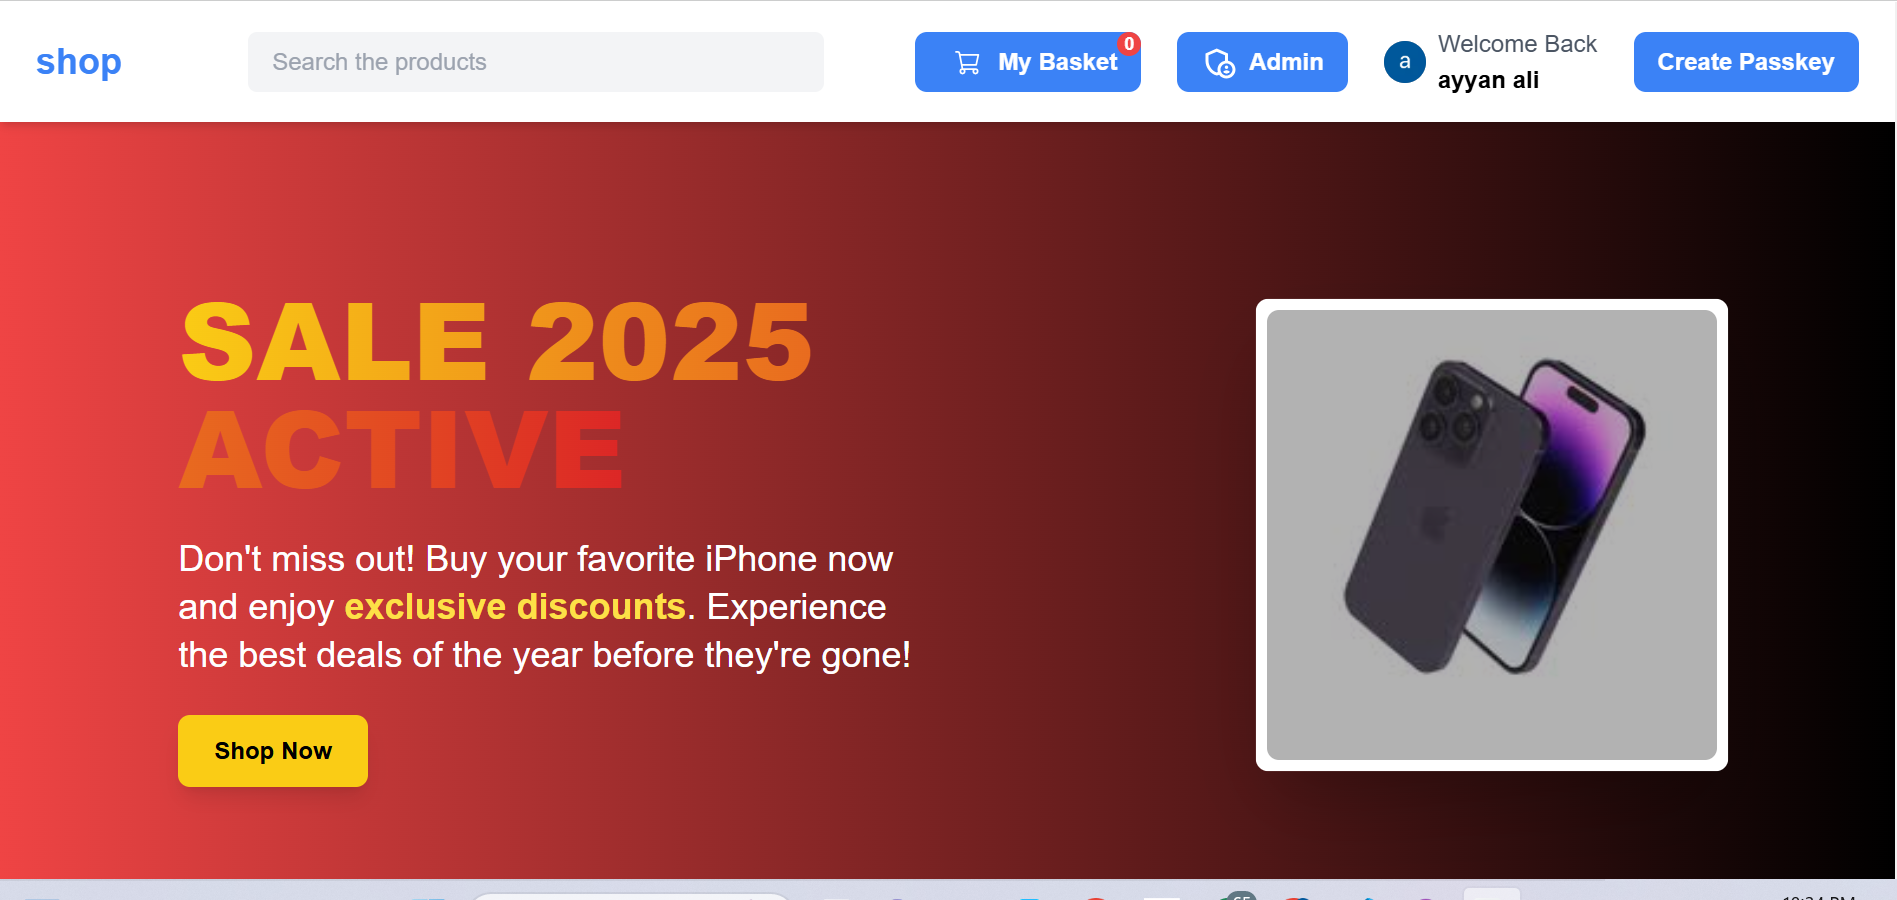 shop
Search the products
My Basket
0
Admin
a
Welcome Back
ayyan ali
Create Passkey
SALE 2025
ACTIVE
Don't miss out! Buy your favorite iPhone now
and enjoy exclusive discounts. Experience
the best deals of the year before they're gone!
Shop Now